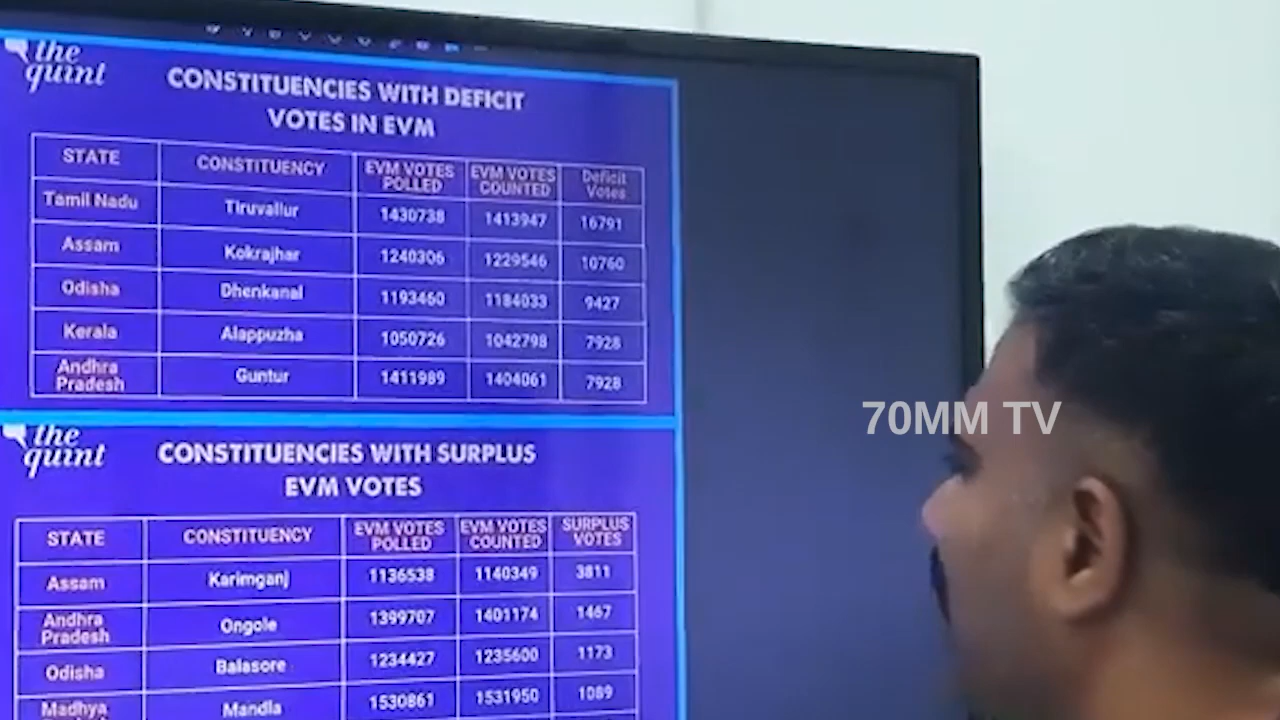 the
quint
CONSTITUENCIES WITH DEFICIT
VOTES IN EVM
STATE CONSTITUENCY EVM VOTES POLLED EVM VOTES COUNTED Deficit Votes
Tamil Nadu Tiruvallur 1430738 1413947 16791
Assam Kokrajhar 1240306 1229546 10760
Odisha Dhenkanal 1193460 1184033 9427
Kerala Alappuzha 1050726 1042798 7928
Andhra Pradesh Guntur 1411989 1404061 7928
70MM TV
the
quint
CONSTITUENCIES WITH SURPLUS
EVM VOTES
STATE CONSTITUENCY EVM VOTES POLLED EVM VOTES COUNTED SURPLUS VOTES
Assam Karimganj 1136538 1140349 3811
Andhra Pradesh Ongole 1399707 1401174 1467
Odisha Balasore 1234427 1235600 1173
Madhya Mandla 1530861 1531950 1089